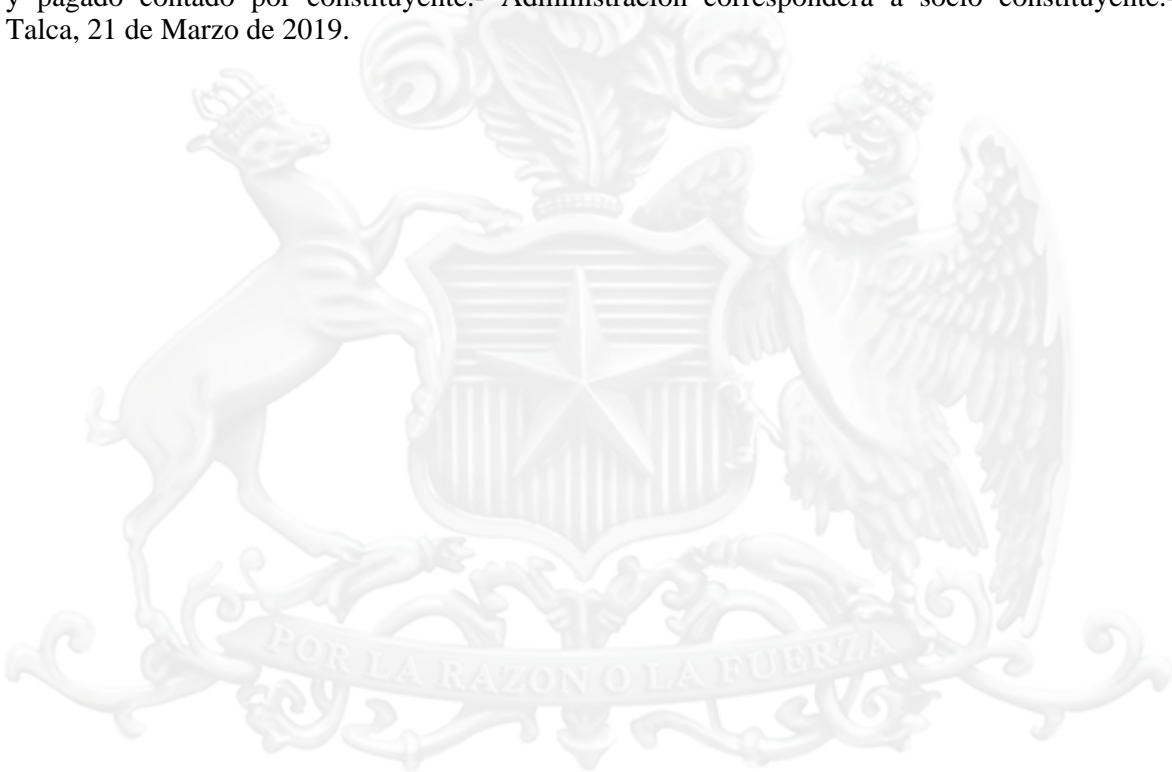 y pagado contado por constituyente.- Administración corresponderá a socio constituyente.-
Talca, 21 de Marzo de 2019.
POR LA RAZON O LA FUERZA